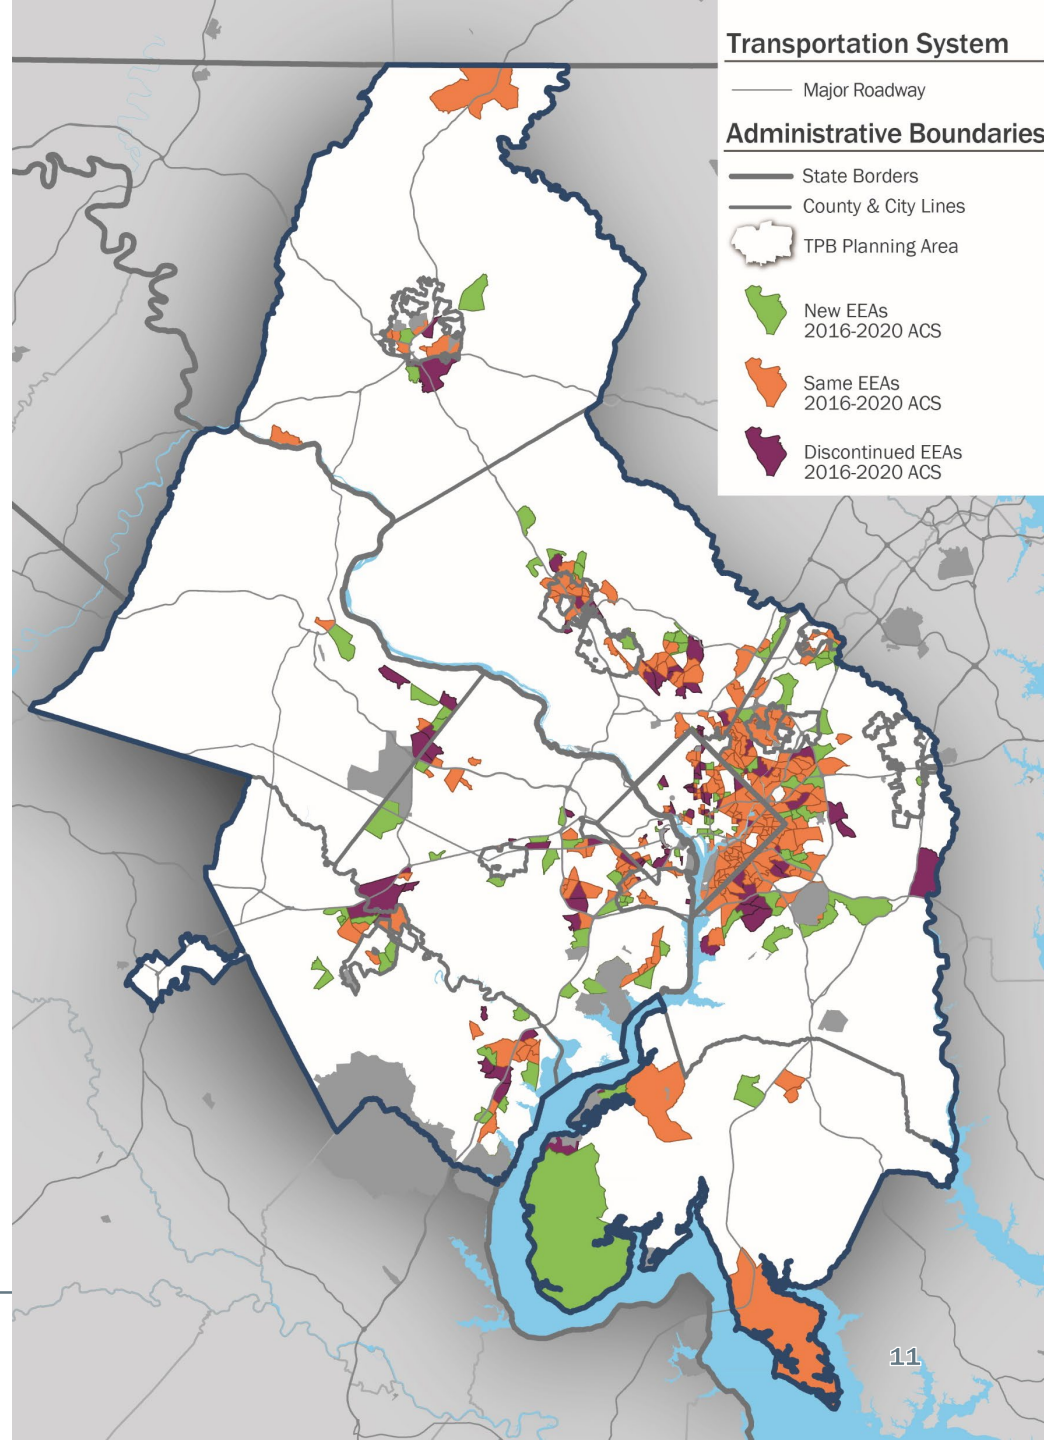 Transportation System
Major Roadway
Administrative Boundaries
State Borders
County & City Lines
TPB Planning Area
New EEAs
2016-2020 ACS
Same EEAs
2016-2020 ACS
Discontinued EEAs
2016-2020 ACS
11